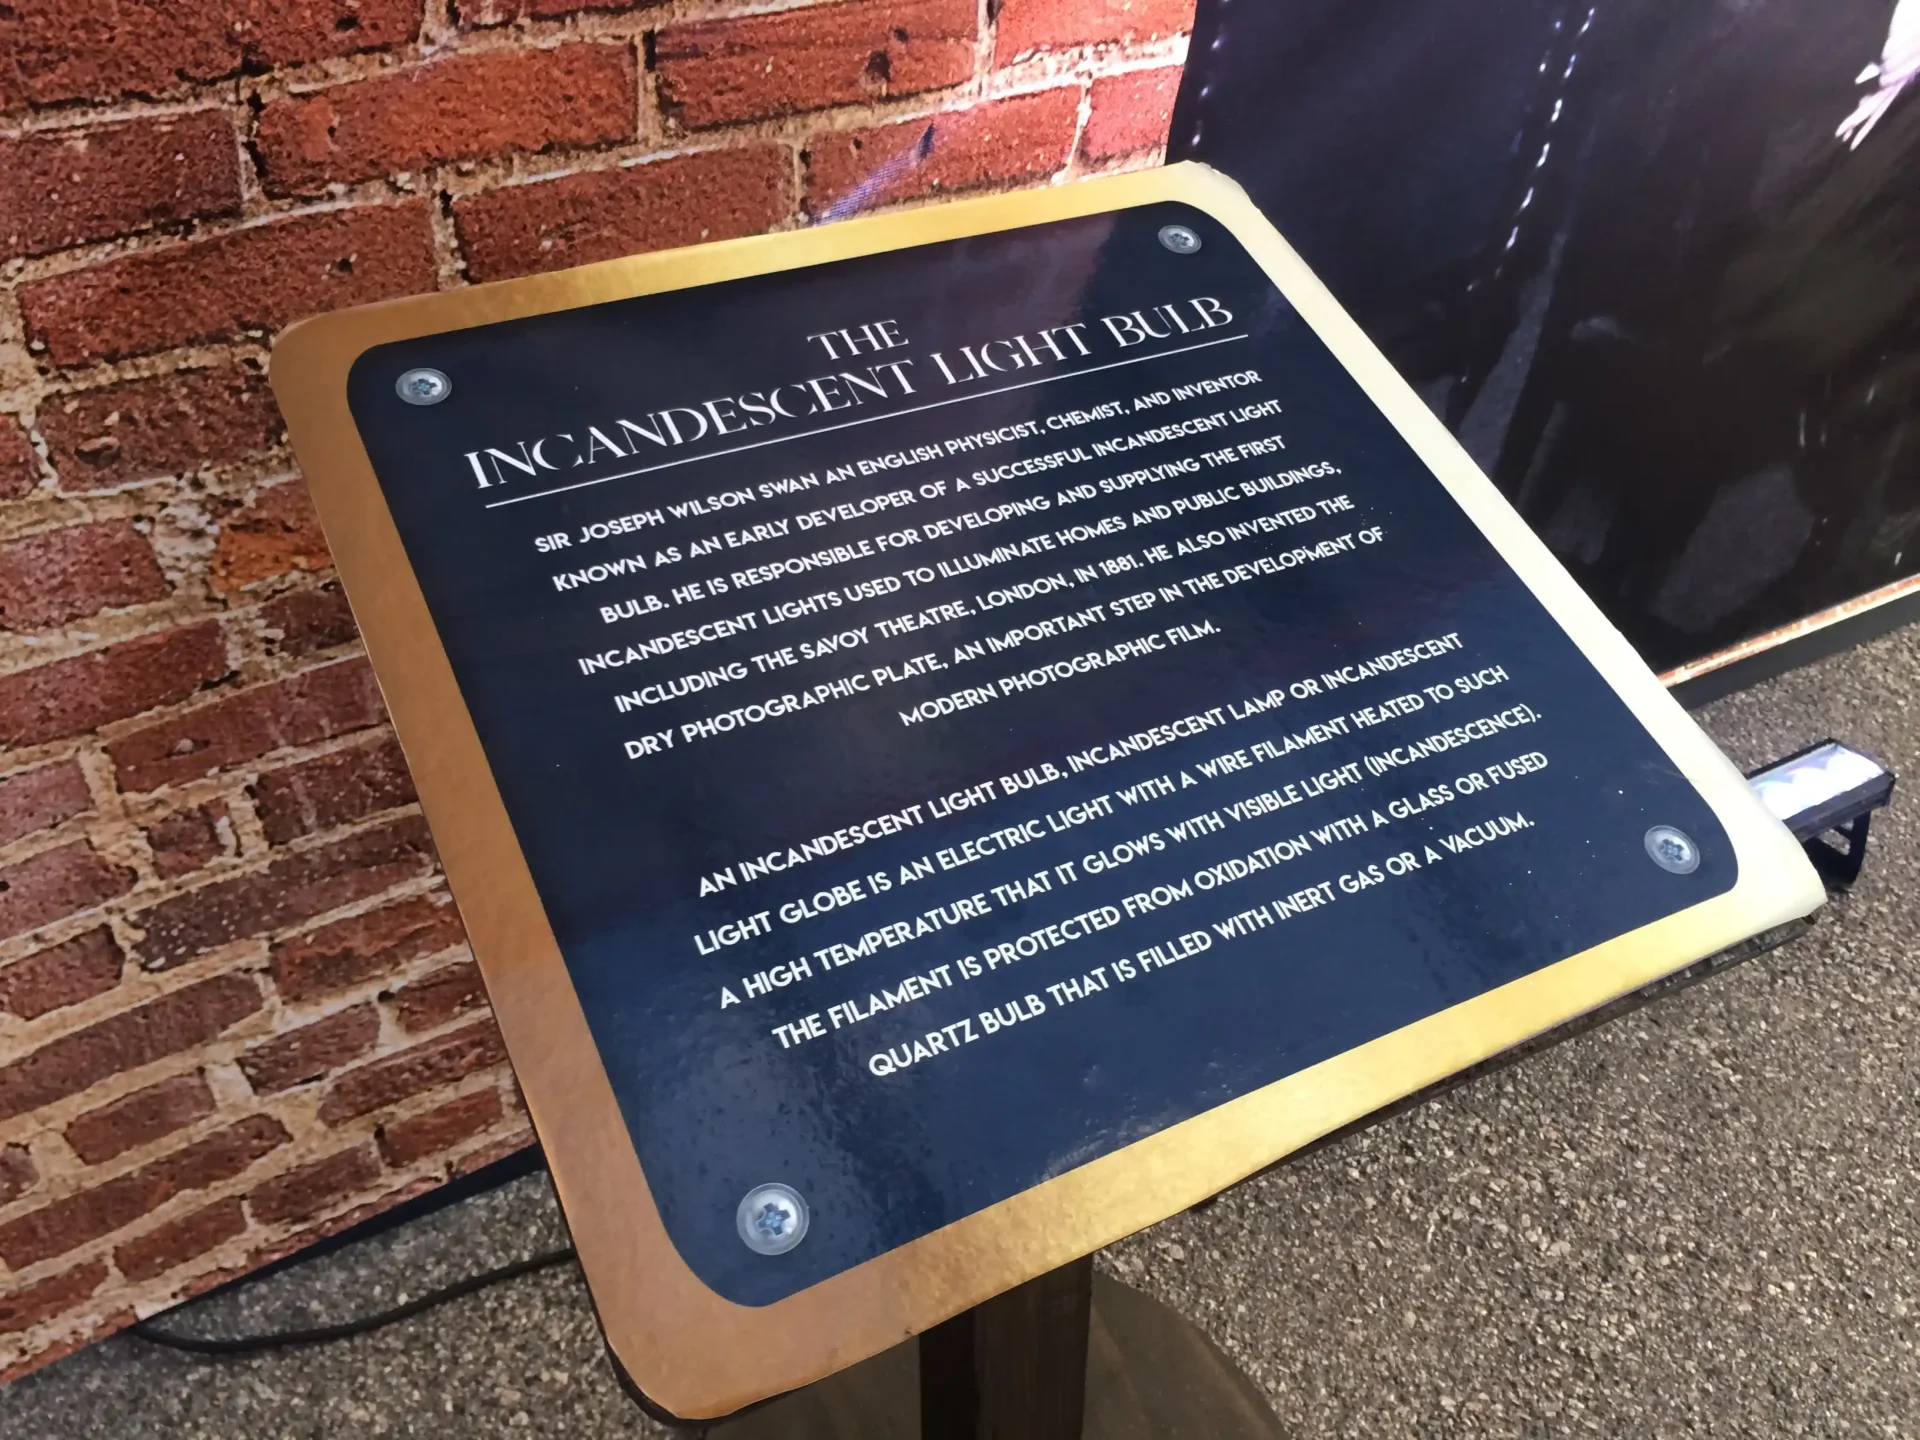 THE
INCANDESCENT LIGHT BULB
SIR JOSEPH WILSON SWAN AN ENGLISH PHYSICIST, CHEMIST, AND INVENTOR
KNOWN AS AN EARLY DEVELOPER OF A SUCCESSFUL INCANDESCENT LIGHT
BULB. HE IS RESPONSIBLE FOR DEVELOPING AND SUPPLYING THE FIRST
INCANDESCENT LIGHTS USED TO ILLUMINATE HOMES AND PUBLIC BUILDINGS,
INCLUDING THE SAVOY THEATRE, LONDON, IN 1881. HE ALSO INVENTED THE
DRY PHOTOGRAPHIC PLATE, AN IMPORTANT STEP IN THE DEVELOPMENT OF
MODERN PHOTOGRAPHIC FILM.
AN INCANDESCENT LIGHT BULB, INCANDESCENT LAMP OR INCANDESCENT
LIGHT GLOBE IS AN ELECTRIC LIGHT WITH A WIRE FILAMENT HEATED TO SUCH
A HIGH TEMPERATURE THAT IT GLOWS WITH VISIBLE LIGHT (INCANDESCENCE).
THE FILAMENT IS PROTECTED FROM OXIDATION WITH A GLASS OR FUSED
QUARTZ BULB THAT IS FILLED WITH INERT GAS OR A VACUUM.